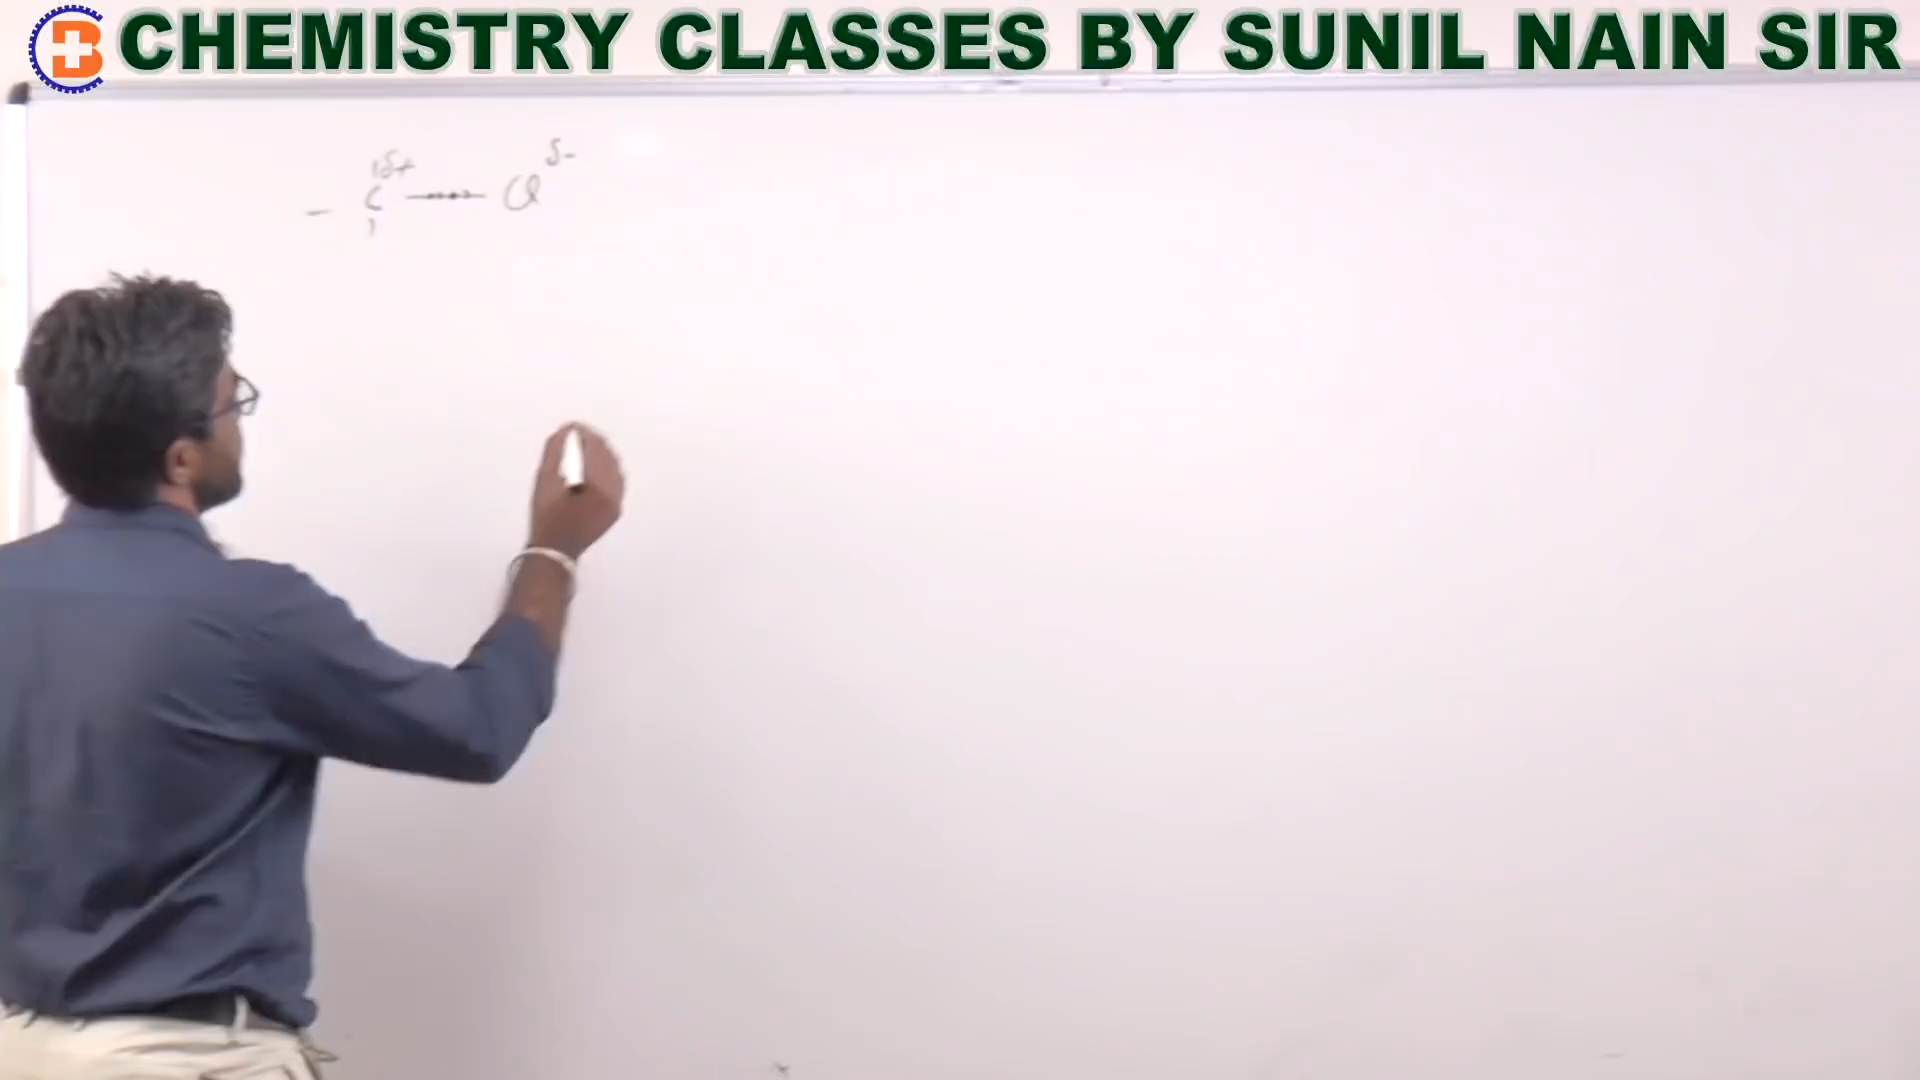 B CHEMISTRY CLASSES BY SUNIL NAIN SIR
δ+ δ-
- C — Cl